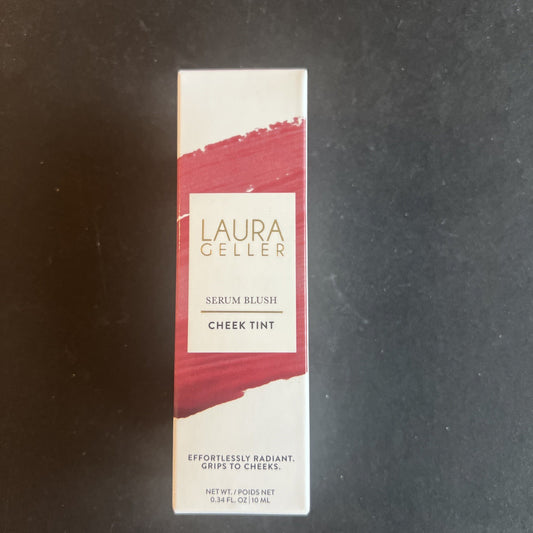 LAURA
GELLER
SERUM BLUSH
CHEEK TINT
EFFORTLESSLY RADIANT.
GRIPS TO CHEEKS.
NET WT. / POIDS NET
0.34 FL. OZ | 10 ML